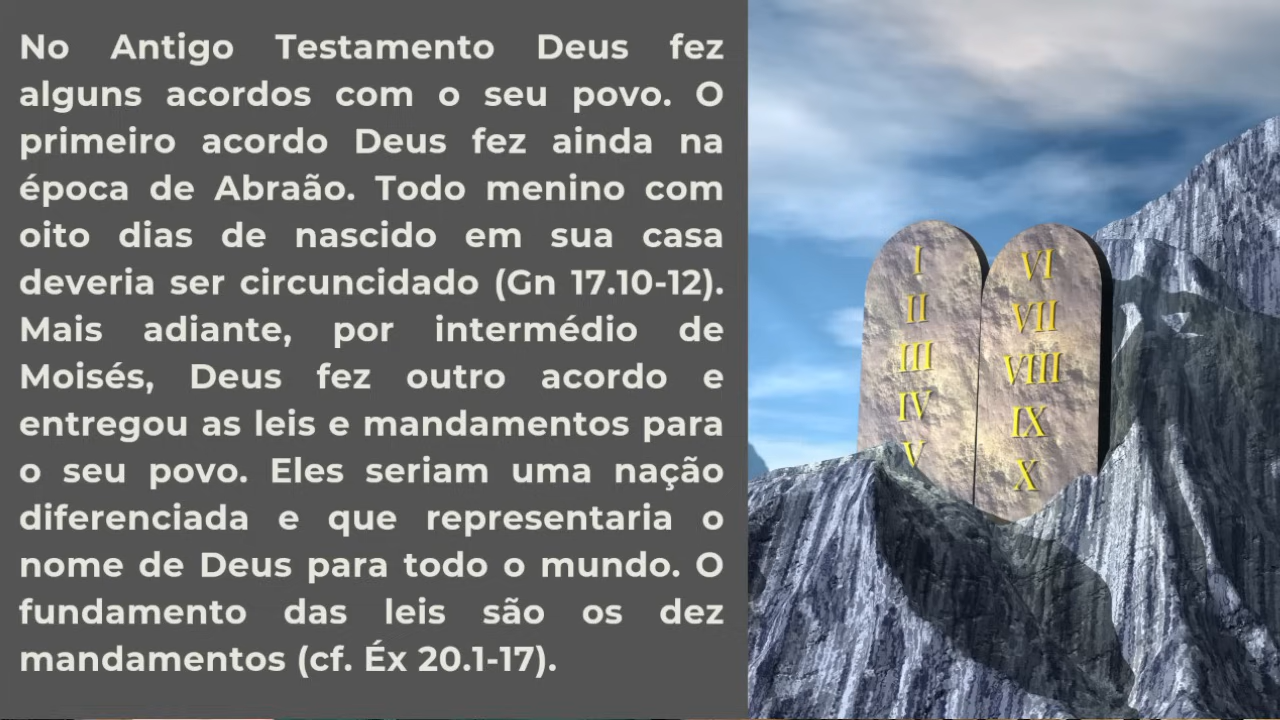 No Antigo Testamento Deus fez
alguns acordos com o seu povo. O
primeiro acordo Deus fez ainda na
época de Abraão. Todo menino com
oito dias de nascido em sua casa
deveria ser circuncidado (Gn 17.10-12).
Mais adiante, por intermédio de
Moisés, Deus fez outro acordo e
entregou as leis e mandamentos para
o seu povo. Eles seriam uma nação
diferenciada e que representaria o
nome de Deus para todo o mundo. O
fundamento das leis são os dez
mandamentos (cf. Éx 20.1-17).
I
II
III
IV
V
VI
VII
VIII
IX
X